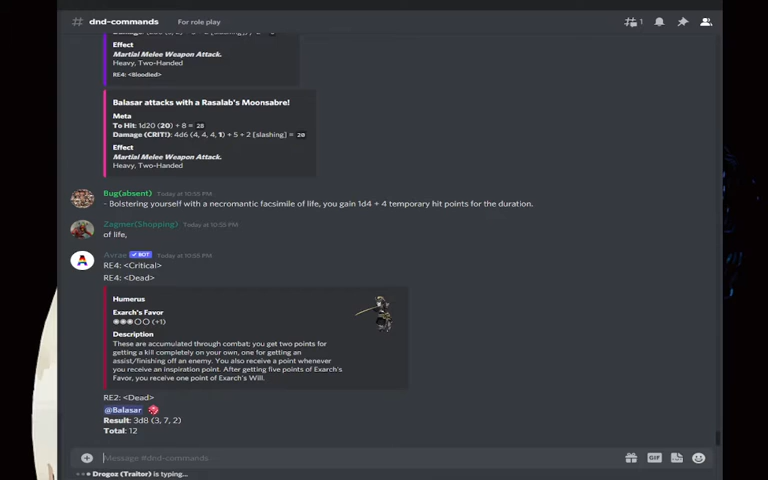 dnd-commands For role play 1
Effect
Martial Melee Weapon Attack.
Heavy, Two-Handed
RE4: <Bloodied>
Balasar attacks with a Rasalab's Moonsabre!
Meta
To Hit: 1d20 (20) + 8 = 28
Damage (CRIT!): 4d6 (4, 4, 4, 1) + 5 + 2 [slashing] = 20
Effect
Martial Melee Weapon Attack.
Heavy, Two-Handed
Bug(absent) Today at 10:55 PM
- Bolstering yourself with a necromantic facsimile of life, you gain 1d4 + 4 temporary hit points for the duration.
Zagmer(Shopping) Today at 10:55 PM
of life,
Avrae ✓BOT Today at 10:55 PM
RE4: <Critical>
RE4: <Dead>
Humerus
Exarch's Favor
◉◉◉〇〇 (+1)
Description
These are accumulated through combat; you get two points for
getting a kill completely on your own, one for getting an
assist/finishing off an enemy. You also receive a point whenever
you receive an inspiration point. After getting five points of Exarch's
Favor, you receive one point of Exarch's Will.
RE2: <Dead>
@Balasar
Result: 3d8 (3, 7, 2)
Total: 12
Message #dnd-commands
GIF
Drogoz (Traitor) is typing...